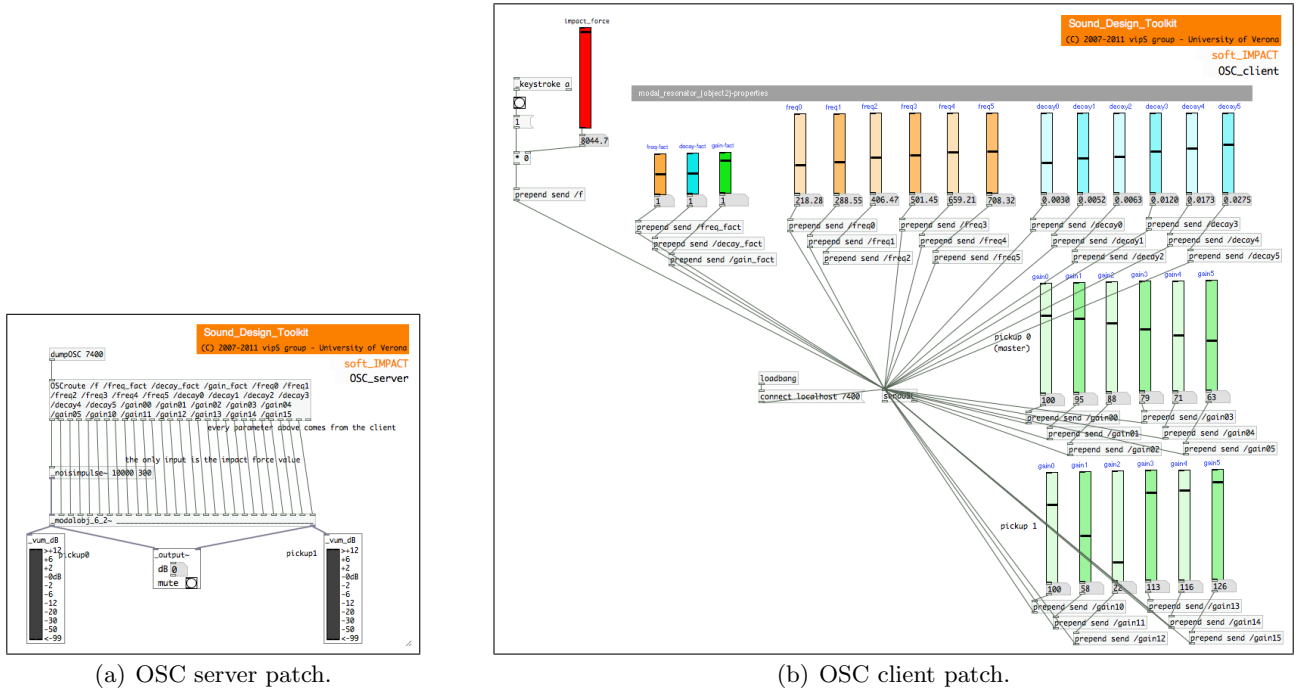 Sound_Design_Toolkit
(C) 2007-2011 vipS group - University of Verona
soft_IMPACT
OSC_server
dumpOSC 7400
OSCroute /f /freq_fact /decay_fact /gain_fact /freq0 /freq1
/freq2 /freq3 /freq4 /freq5 /decay0 /decay1 /decay2 /decay3
/decay4 /decay5 /gain00 /gain01 /gain02 /gain03 /gain04
/gain05 /gain10 /gain11 /gain12 /gain13 /gain14 /gain15
every parameter above comes from the client
the only input is the impact force value
_noisimpulse~ 10000 300
_modalobj_6_2~
_vum_dB
>+12
+6
+2
-0dB
-2
-6
-12
-20
-30
-50
<-99
pickup0
_output~
dB 0
mute
pickup1
_vum_dB
>+12
+6
+2
-0dB
-2
-6
-12
-20
-30
-50
<-99
(a) OSC server patch.
impact_force
Sound_Design_Toolkit
(C) 2007-2011 vipS group - University of Verona
soft_IMPACT
OSC_client
_keystroke a
1
8044.7
* 0
prepend send /f
modal_resonator_(object2)-properties
freq-fact decay-fact gain-fact
1 1 1
prepend send /freq_fact
prepend send /decay_fact
prepend send /gain_fact
freq0 freq1 freq2 freq3 freq4 freq5
218.28 288.55 406.47 501.45 659.21 708.32
prepend send /freq0
prepend send /freq1
prepend send /freq2
prepend send /freq3
prepend send /freq4
prepend send /freq5
decay0 decay1 decay2 decay3 decay4 decay5
0.0030 0.0052 0.0063 0.0120 0.0173 0.0275
prepend send /decay0
prepend send /decay1
prepend send /decay2
prepend send /decay3
prepend send /decay4
prepend send /decay5
gain0 gain1 gain2 gain3 gain4 gain5
pickup 0
(master)
100 95 88 79 71 63
prepend send /gain00
prepend send /gain01
prepend send /gain02
prepend send /gain03
prepend send /gain04
prepend send /gain05
loadbang
connect localhost 7400
gain0 gain1 gain2 gain3 gain4 gain5
pickup 1
100 58 22 113 116 126
prepend send /gain10
prepend send /gain11
prepend send /gain12
prepend send /gain13
prepend send /gain14
prepend send /gain15
(b) OSC client patch.